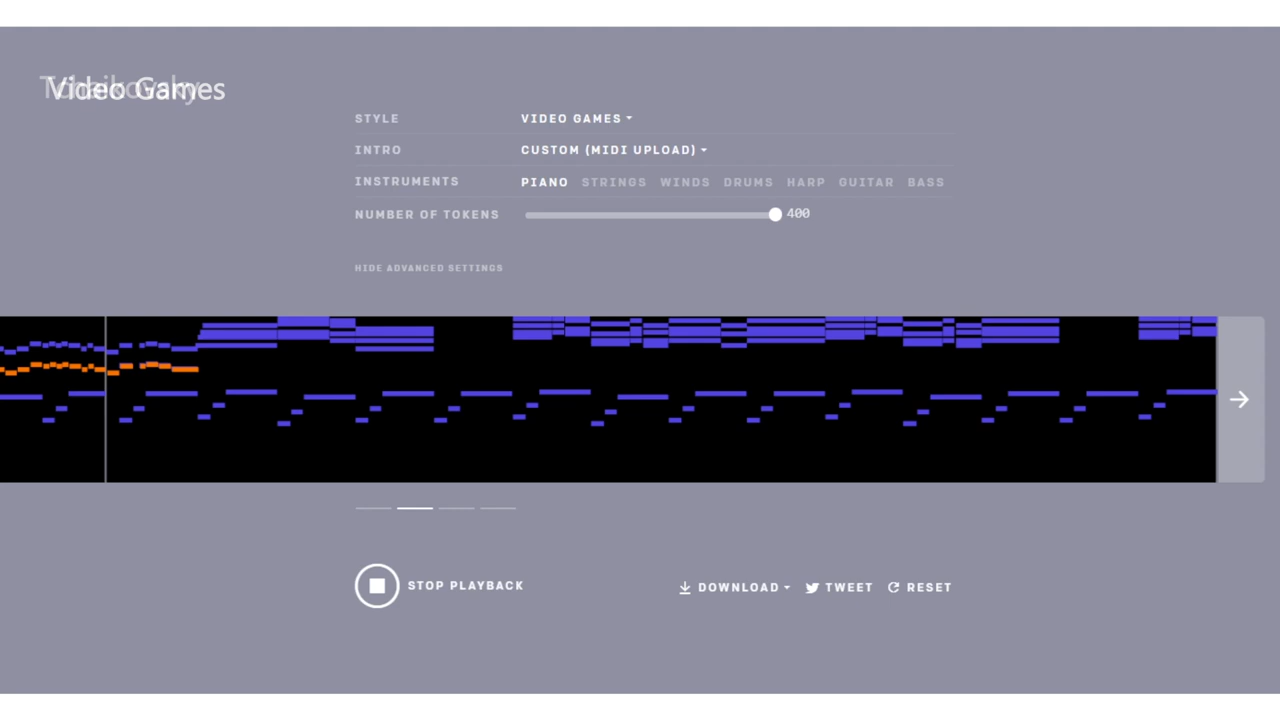 Tchaikovsky
Video Games
STYLE VIDEO GAMES
INTRO CUSTOM (MIDI UPLOAD)
INSTRUMENTS PIANO STRINGS WINDS DRUMS HARP GUITAR BASS
NUMBER OF TOKENS 400
HIDE ADVANCED SETTINGS
STOP PLAYBACK DOWNLOAD TWEET RESET